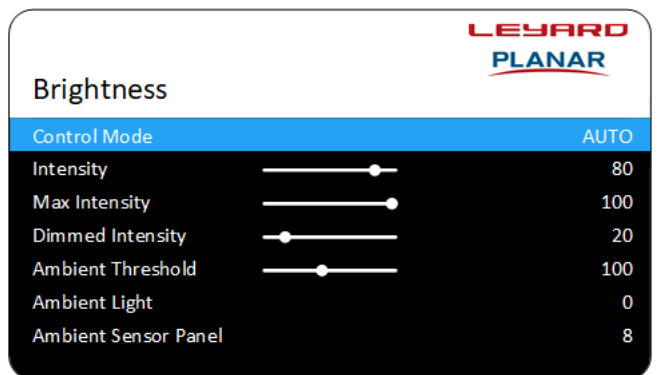 LEYARD
PLANAR
Brightness
Control Mode AUTO
Intensity 80
Max Intensity 100
Dimmed Intensity 20
Ambient Threshold 100
Ambient Light 0
Ambient Sensor Panel 8